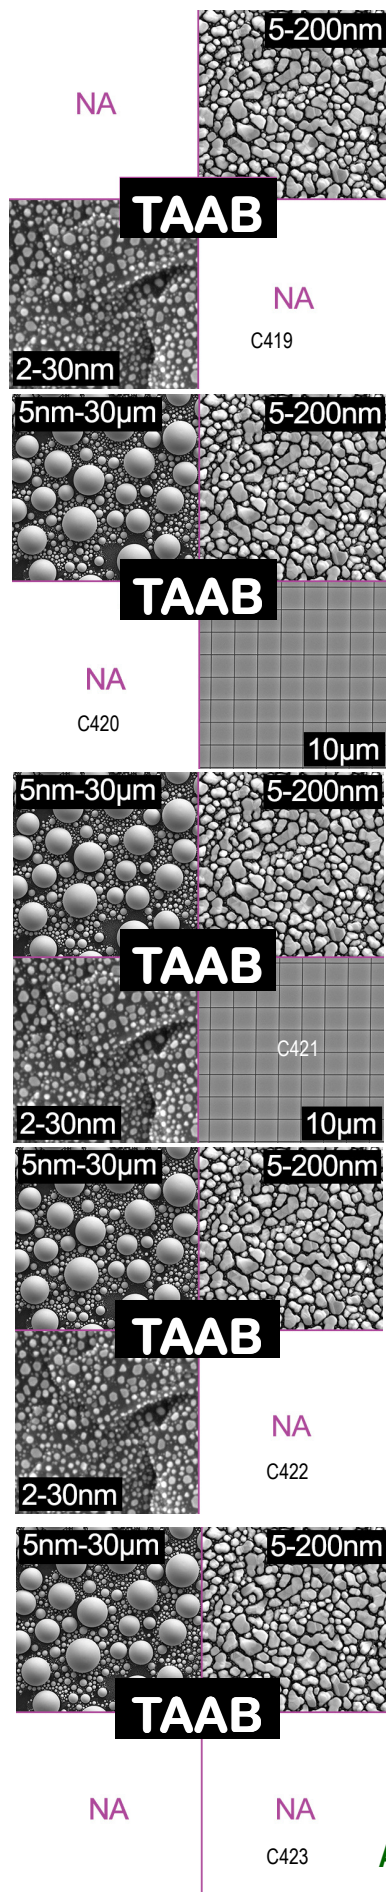 5-200nm
NA
TAAB
NA
C419
2-30nm
5nm-30µm 5-200nm
TAAB
NA
C420
10µm
5nm-30µm 5-200nm
TAAB
C421
2-30nm 10µm
5nm-30µm 5-200nm
TAAB
NA
C422
2-30nm
5nm-30µm 5-200nm
TAAB
NA NA
C423